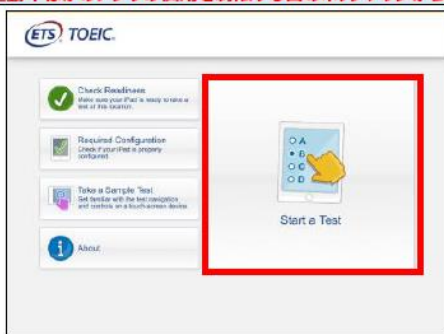 ETS TOEIC.
Check Readiness
Make sure your iPad is ready to take a
test at this location.
Required Configuration
Check if your iPad is properly
configured.
Take a Sample Test
Get familiar with the test navigation
and controls on a touch-screen device.
About
A
B
C
D
Start a Test